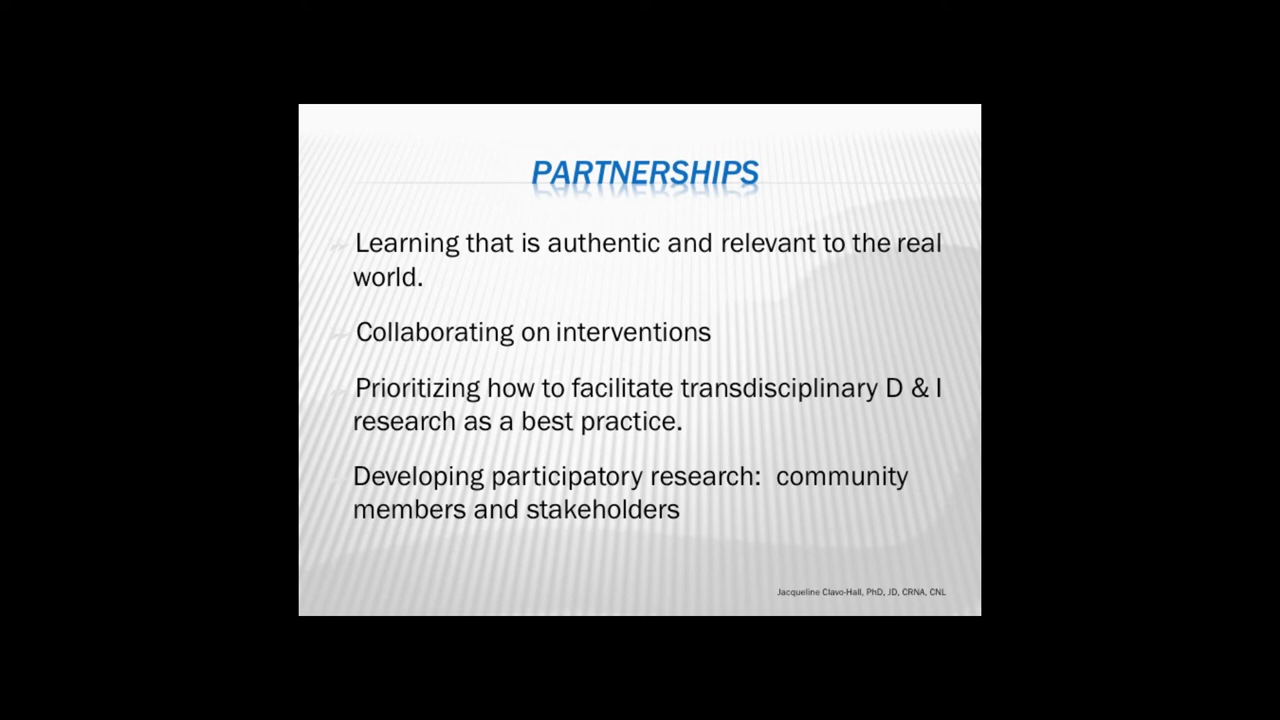 PARTNERSHIPS
Learning that is authentic and relevant to the real
world.
Collaborating on interventions
Prioritizing how to facilitate transdisciplinary D & I
research as a best practice.
Developing participatory research:  community
members and stakeholders
Jacqueline Clavo-Hall, PhD, JD, CRNA, CNL